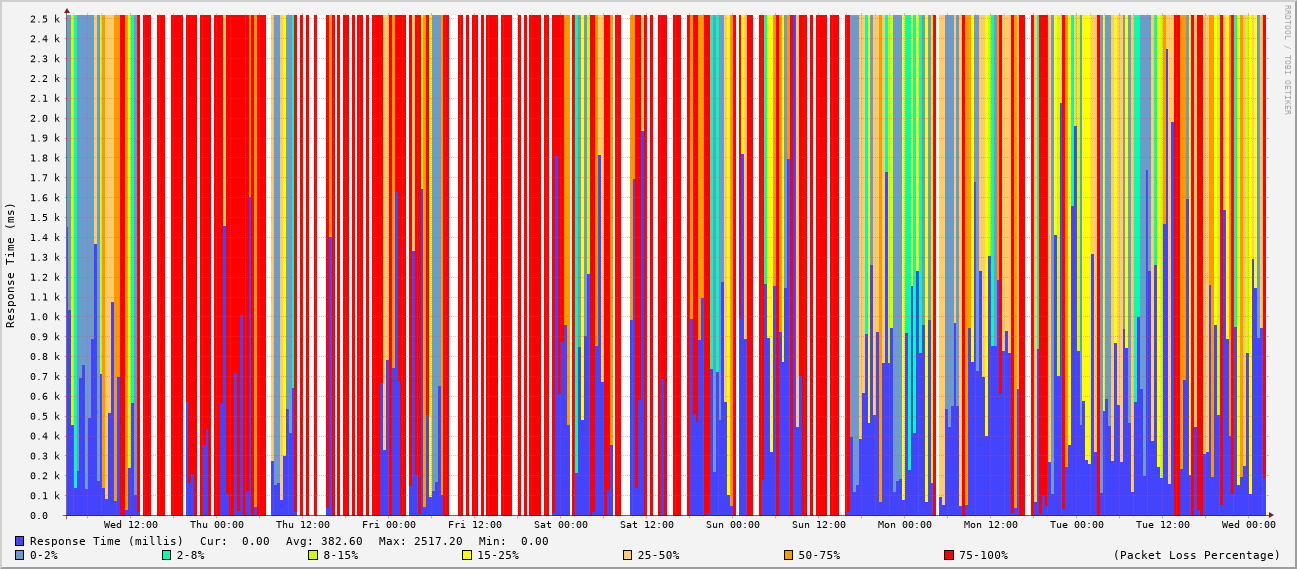 RRDTOOL / TOBI OETIKER
Response Time (ms)
2.5 k
2.4 k
2.3 k
2.2 k
2.1 k
2.0 k
1.9 k
1.8 k
1.7 k
1.6 k
1.5 k
1.4 k
1.3 k
1.2 k
1.1 k
1.0 k
0.9 k
0.8 k
0.7 k
0.6 k
0.5 k
0.4 k
0.3 k
0.2 k
0.1 k
0.0
Wed 12:00 Thu 00:00 Thu 12:00 Fri 00:00 Fri 12:00 Sat 00:00 Sat 12:00 Sun 00:00 Sun 12:00 Mon 00:00 Mon 12:00 Tue 00:00 Tue 12:00 Wed 00:00
Response Time (millis) Cur: 0.00 Avg: 382.60 Max: 2517.20 Min: 0.00
0-2% 2-8% 8-15% 15-25% 25-50% 50-75% 75-100% (Packet Loss Percentage)